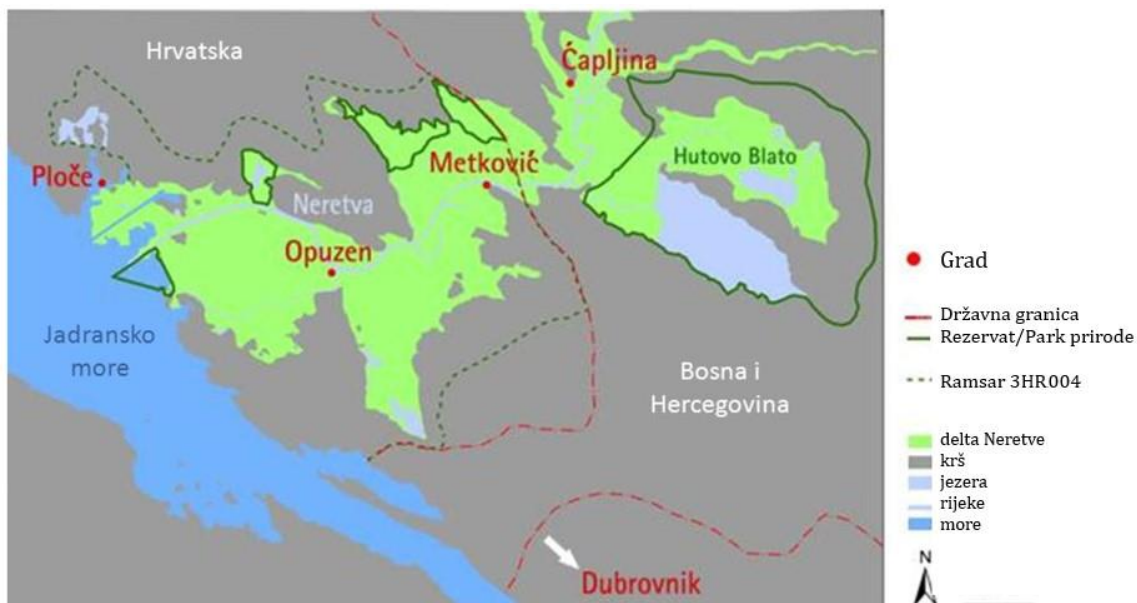 Hrvatska
Ćapljina
Ploče
Metković
Hutovo Blato
Neretva
Opuzen
Jadransko
more
Bosna i
Hercegovina
Dubrovnik
Grad
Državna granica
Rezervat/Park prirode
Ramsar 3HR004
delta Neretve
krš
jezera
rijeke
more
N